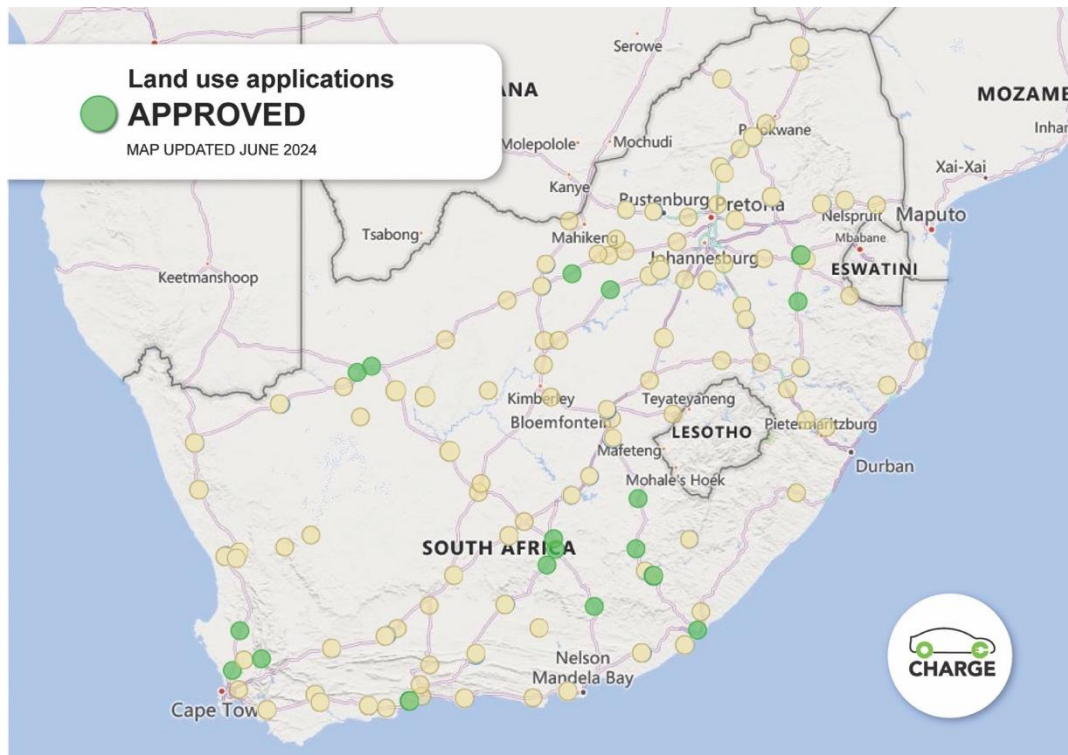 Land use applications
APPROVED
MAP UPDATED JUNE 2024
Serowe
ANA
MOZAMB
Inhar
Molepolole
Mochudi
Xai-Xai
Kanye
Rustenburg
Pretoria
Nelspruit
Maputo
Tsabong
Mahikeng
Mbabane
Johannesburg
ESWATINI
Keetmanshoop
Kimberley
Teyateyaneng
Bloemfontein
LESOTHO
Pietermaritzburg
Mafeteng
Durban
Mohale's Hoek
SOUTH AFRICA
Nelson
Mandela Bay
CHARGE
Cape Tow